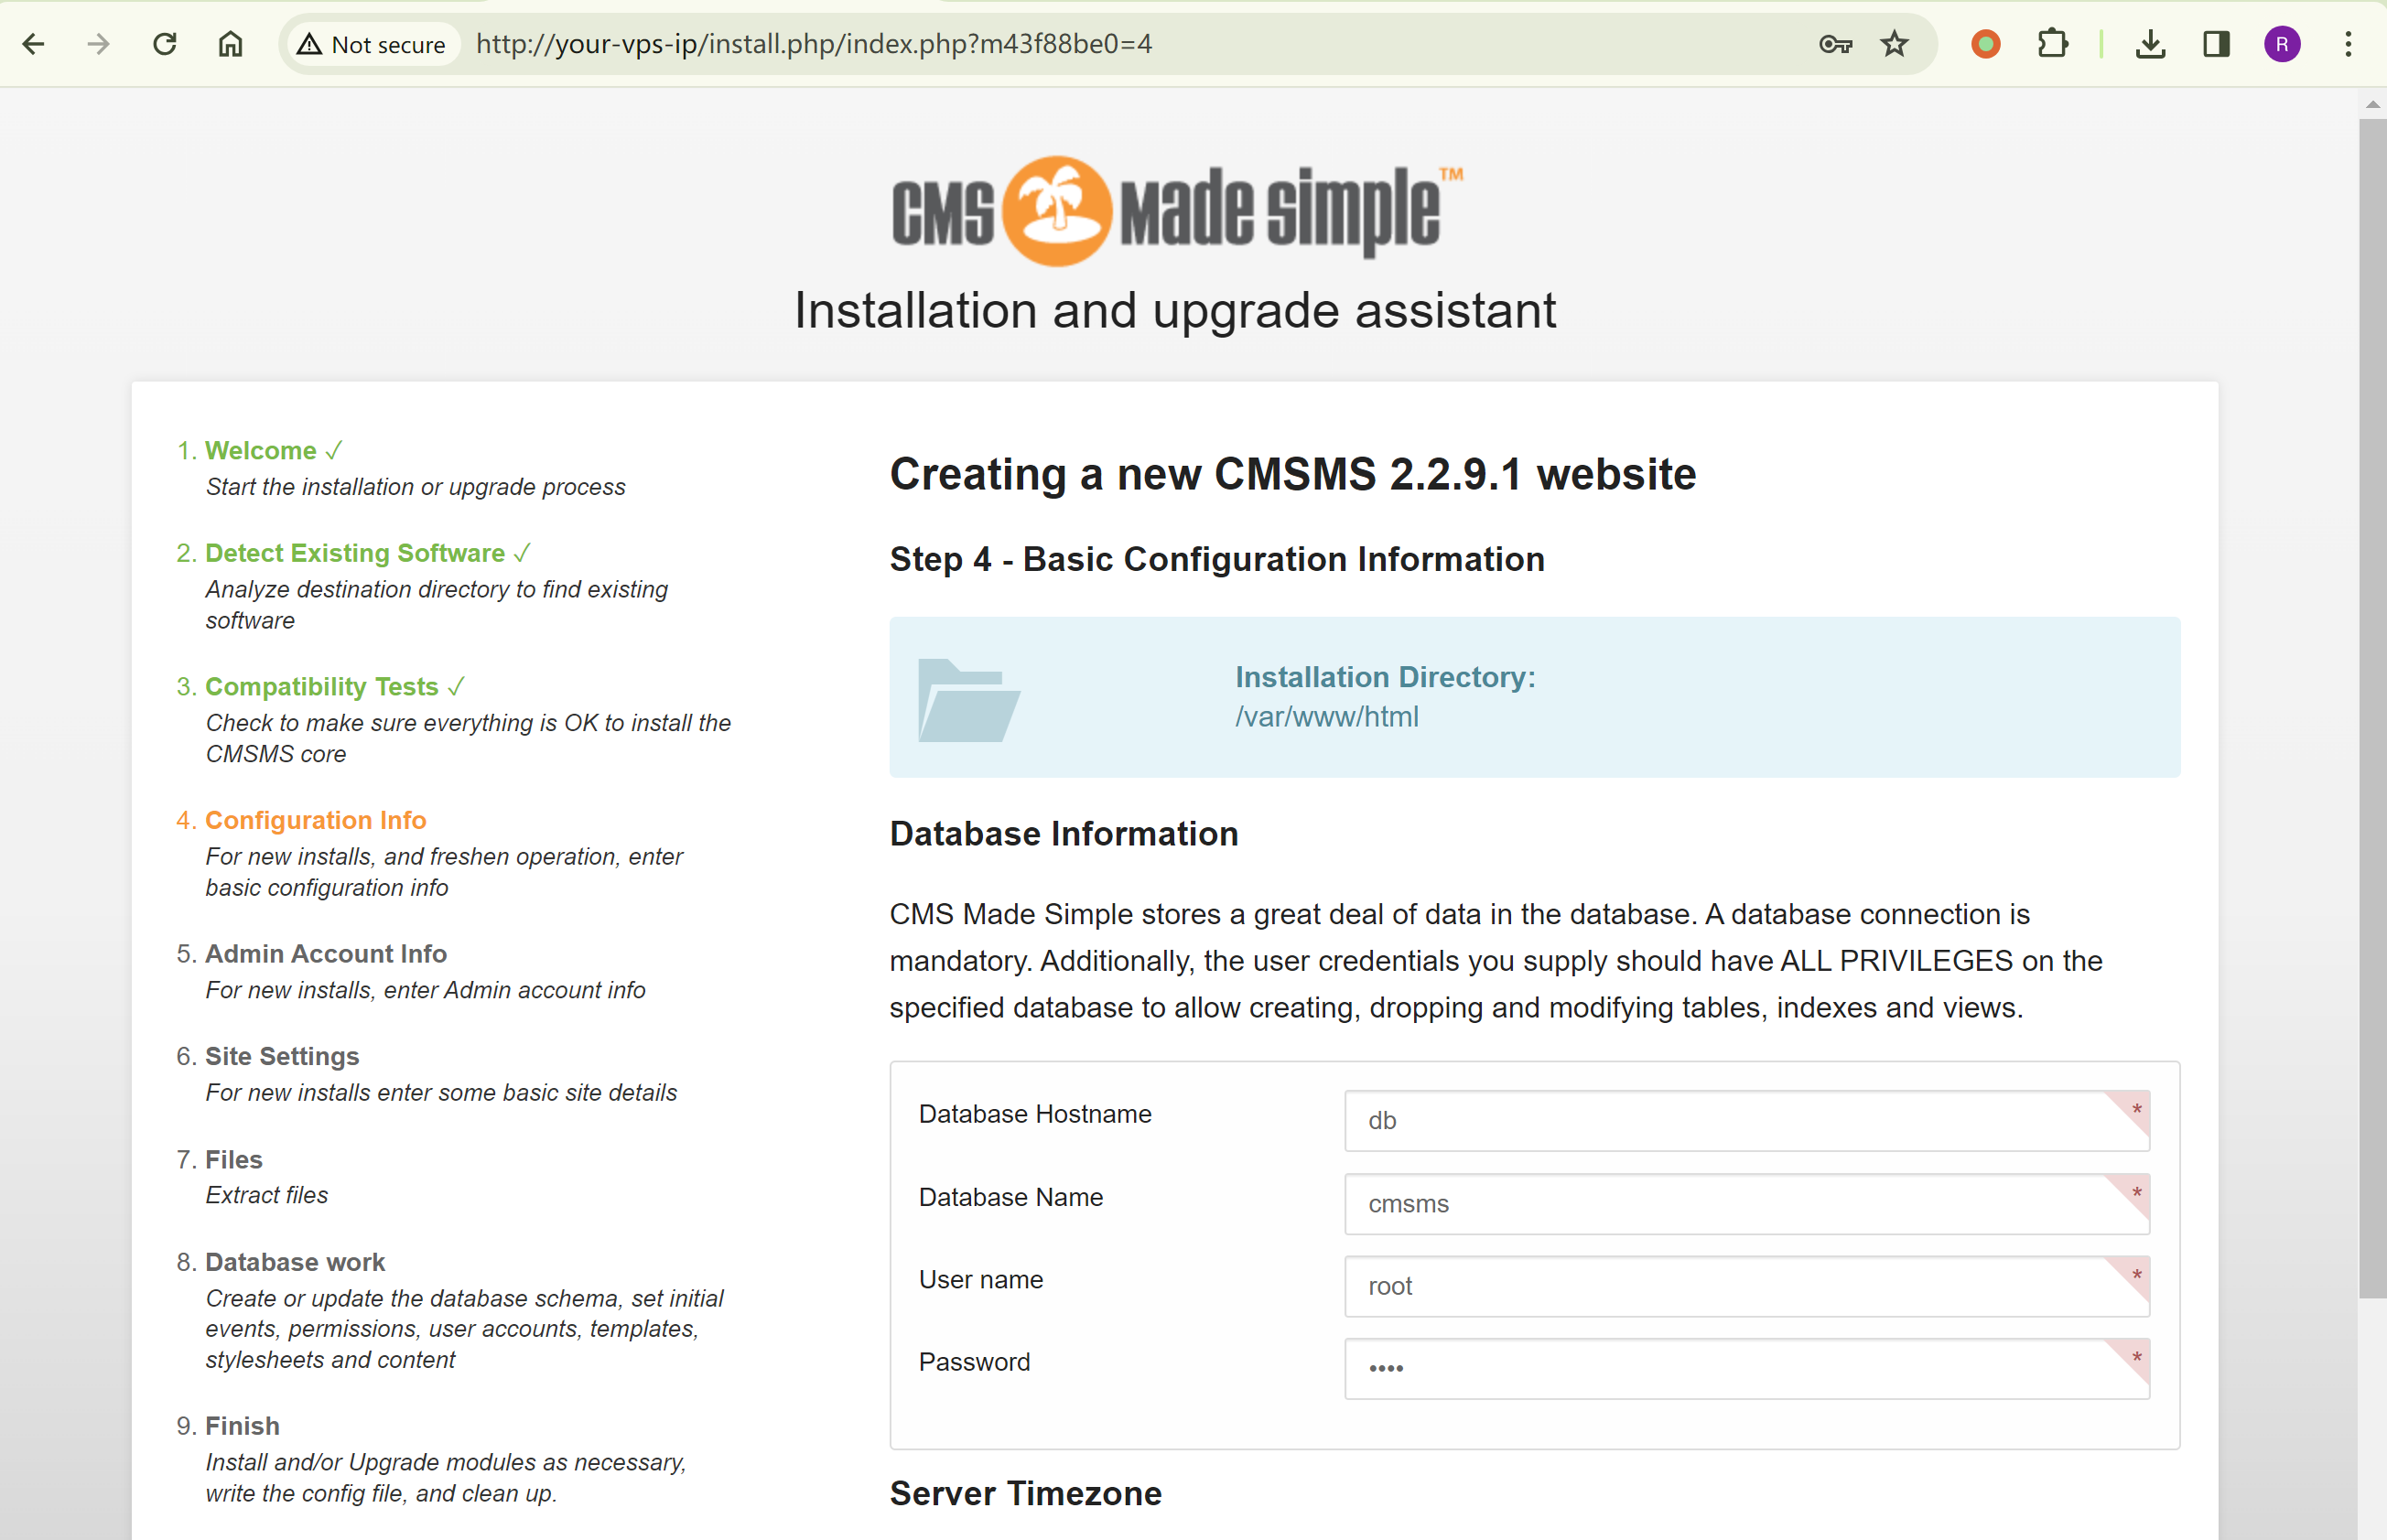 Not secure
http://your-vps-ip/install.php/index.php?m43f88be0=4
R
CMS Made Simple™
Installation and upgrade assistant
1. Welcome ✓
Start the installation or upgrade process
2. Detect Existing Software ✓
Analyze destination directory to find existing
software
3. Compatibility Tests ✓
Check to make sure everything is OK to install the
CMSMS core
4. Configuration Info
For new installs, and freshen operation, enter
basic configuration info
5. Admin Account Info
For new installs, enter Admin account info
6. Site Settings
For new installs enter some basic site details
7. Files
Extract files
8. Database work
Create or update the database schema, set initial
events, permissions, user accounts, templates,
stylesheets and content
9. Finish
Install and/or Upgrade modules as necessary,
write the config file, and clean up.
Creating a new CMSMS 2.2.9.1 website
Step 4 - Basic Configuration Information
Installation Directory:
/var/www/html
Database Information
CMS Made Simple stores a great deal of data in the database. A database connection is
mandatory. Additionally, the user credentials you supply should have ALL PRIVILEGES on the
specified database to allow creating, dropping and modifying tables, indexes and views.
Database Hostname
db *
Database Name
cmsms *
User name
root *
Password
•••• *
Server Timezone